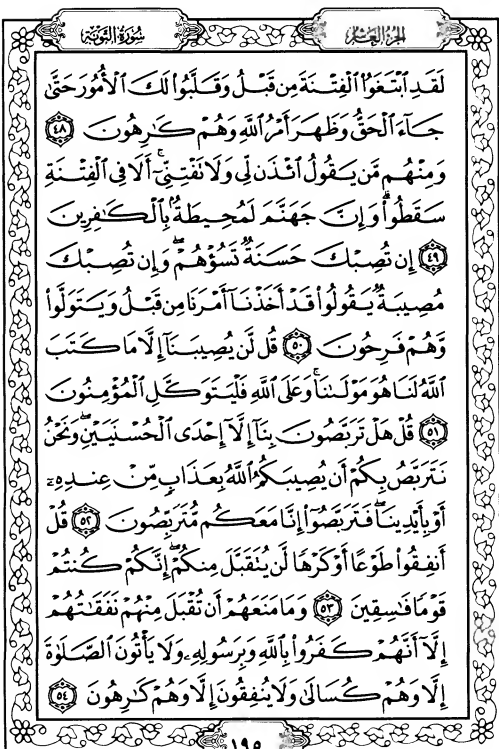 سُورَةُ التَّوْبَةِ
الجُزءُ العَاشِرُ
لَقَدِ ٱبْتَغَوُا۟ ٱلْفِتْنَةَ مِن قَبْلُ وَقَلَّبُوا۟ لَكَ ٱلْأُمُورَ حَتَّىٰ
جَآءَ ٱلْحَقُّ وَظَهَرَ أَمْرُ ٱللَّهِ وَهُمْ كَٰرِهُونَ ٤٨
وَمِنْهُم مَّن يَقُولُ ٱئْذَن لِّى وَلَا نَفْتِنِّىٓ ۚ أَلَا فِى ٱلْفِتْنَةِ
سَقَطُوا۟ ۗ وَإِنَّ جَهَنَّمَ لَمُحِيطَةٌۢ بِٱلْكَٰفِرِينَ
٤٩ إِن تُصِبْكَ حَسَنَةٌ تَسُؤْهُمْ ۖ وَإِن تُصِبْكَ
مُصِيبَةٌ يَقُولُوا۟ قَدْ أَخَذْنَآ أَمْرَنَا مِن قَبْلُ وَيَتَوَلَّوا۟
وَّهُمْ فَرِحُونَ ٥٠ قُل لَّن يُصِيبَنَآ إِلَّا مَا كَتَبَ
ٱللَّهُ لَنَا هُوَ مَوْلَىٰنَا ۚ وَعَلَى ٱللَّهِ فَلْيَتَوَكَّلِ ٱلْمُؤْمِنُونَ
٥١ قُلْ هَلْ تَرَبَّصُونَ بِنَآ إِلَّآ إِحْدَى ٱلْحُسْنَيَيْنِ ۖ وَنَحْنُ
نَتَرَبَّصُ بِكُمْ أَن يُصِيبَكُمُ ٱللَّهُ بِعَذَابٍ مِّنْ عِندِهِۦٓ
أَوْ بِأَيْدِينَا ۖ فَتَرَبَّصُوٓا۟ إِنَّا مَعَكُم مُّتَرَبِّصُونَ ٥٢ قُلْ
أَنفِقُوا۟ طَوْعًا أَوْ كَرْهًا لَّن يُتَقَبَّلَ مِنكُمْ ۖ إِنَّكُمْ كُنتُمْ
قَوْمًا فَٰسِقِينَ ٥٣ وَمَا مَنَعَهُمْ أَن تُقْبَلَ مِنْهُمْ نَفَقَٰتُهُمْ
إِلَّآ أَنَّهُمْ كَفَرُوا۟ بِٱللَّهِ وَبِرَسُولِهِۦ وَلَا يَأْتُونَ ٱلصَّلَوٰةَ
إِلَّا وَهُمْ كُسَالَىٰ وَلَا يُنفِقُونَ إِلَّا وَهُمْ كَٰرِهُونَ ٥٤
١٩٥